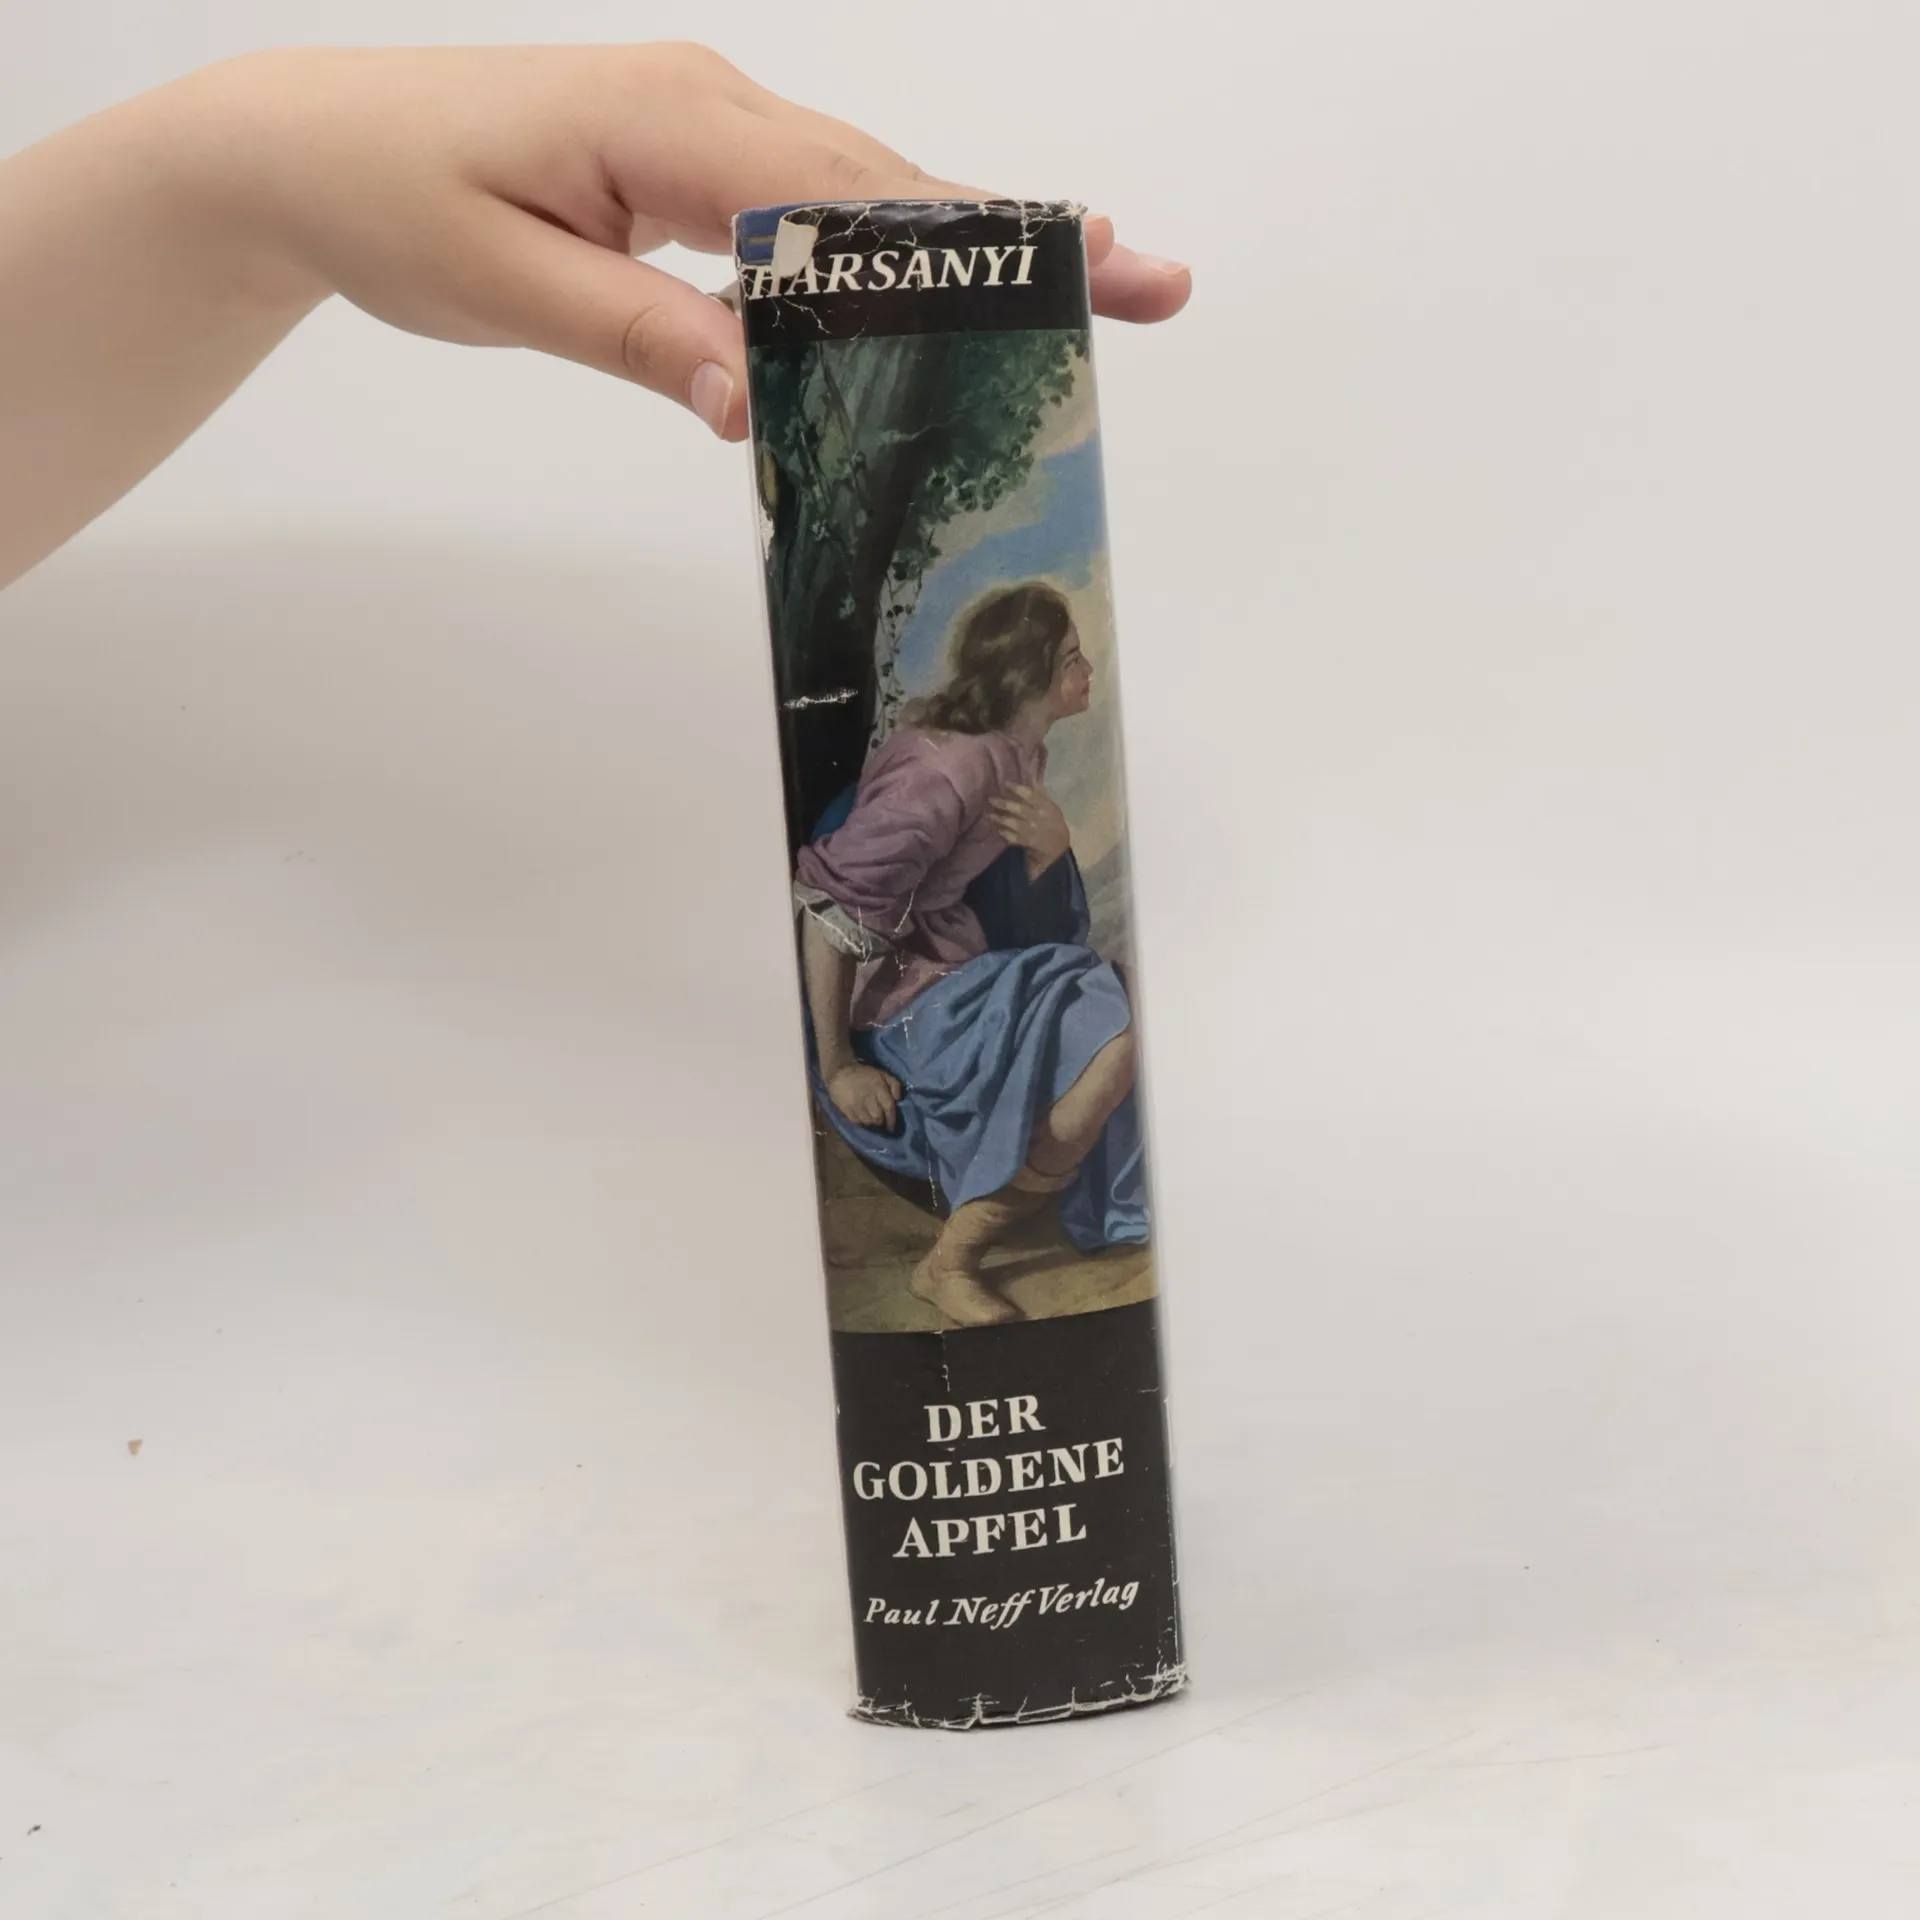 HARSANYI
DER
GOLDENE
APFEL
Paul Neff Verlag